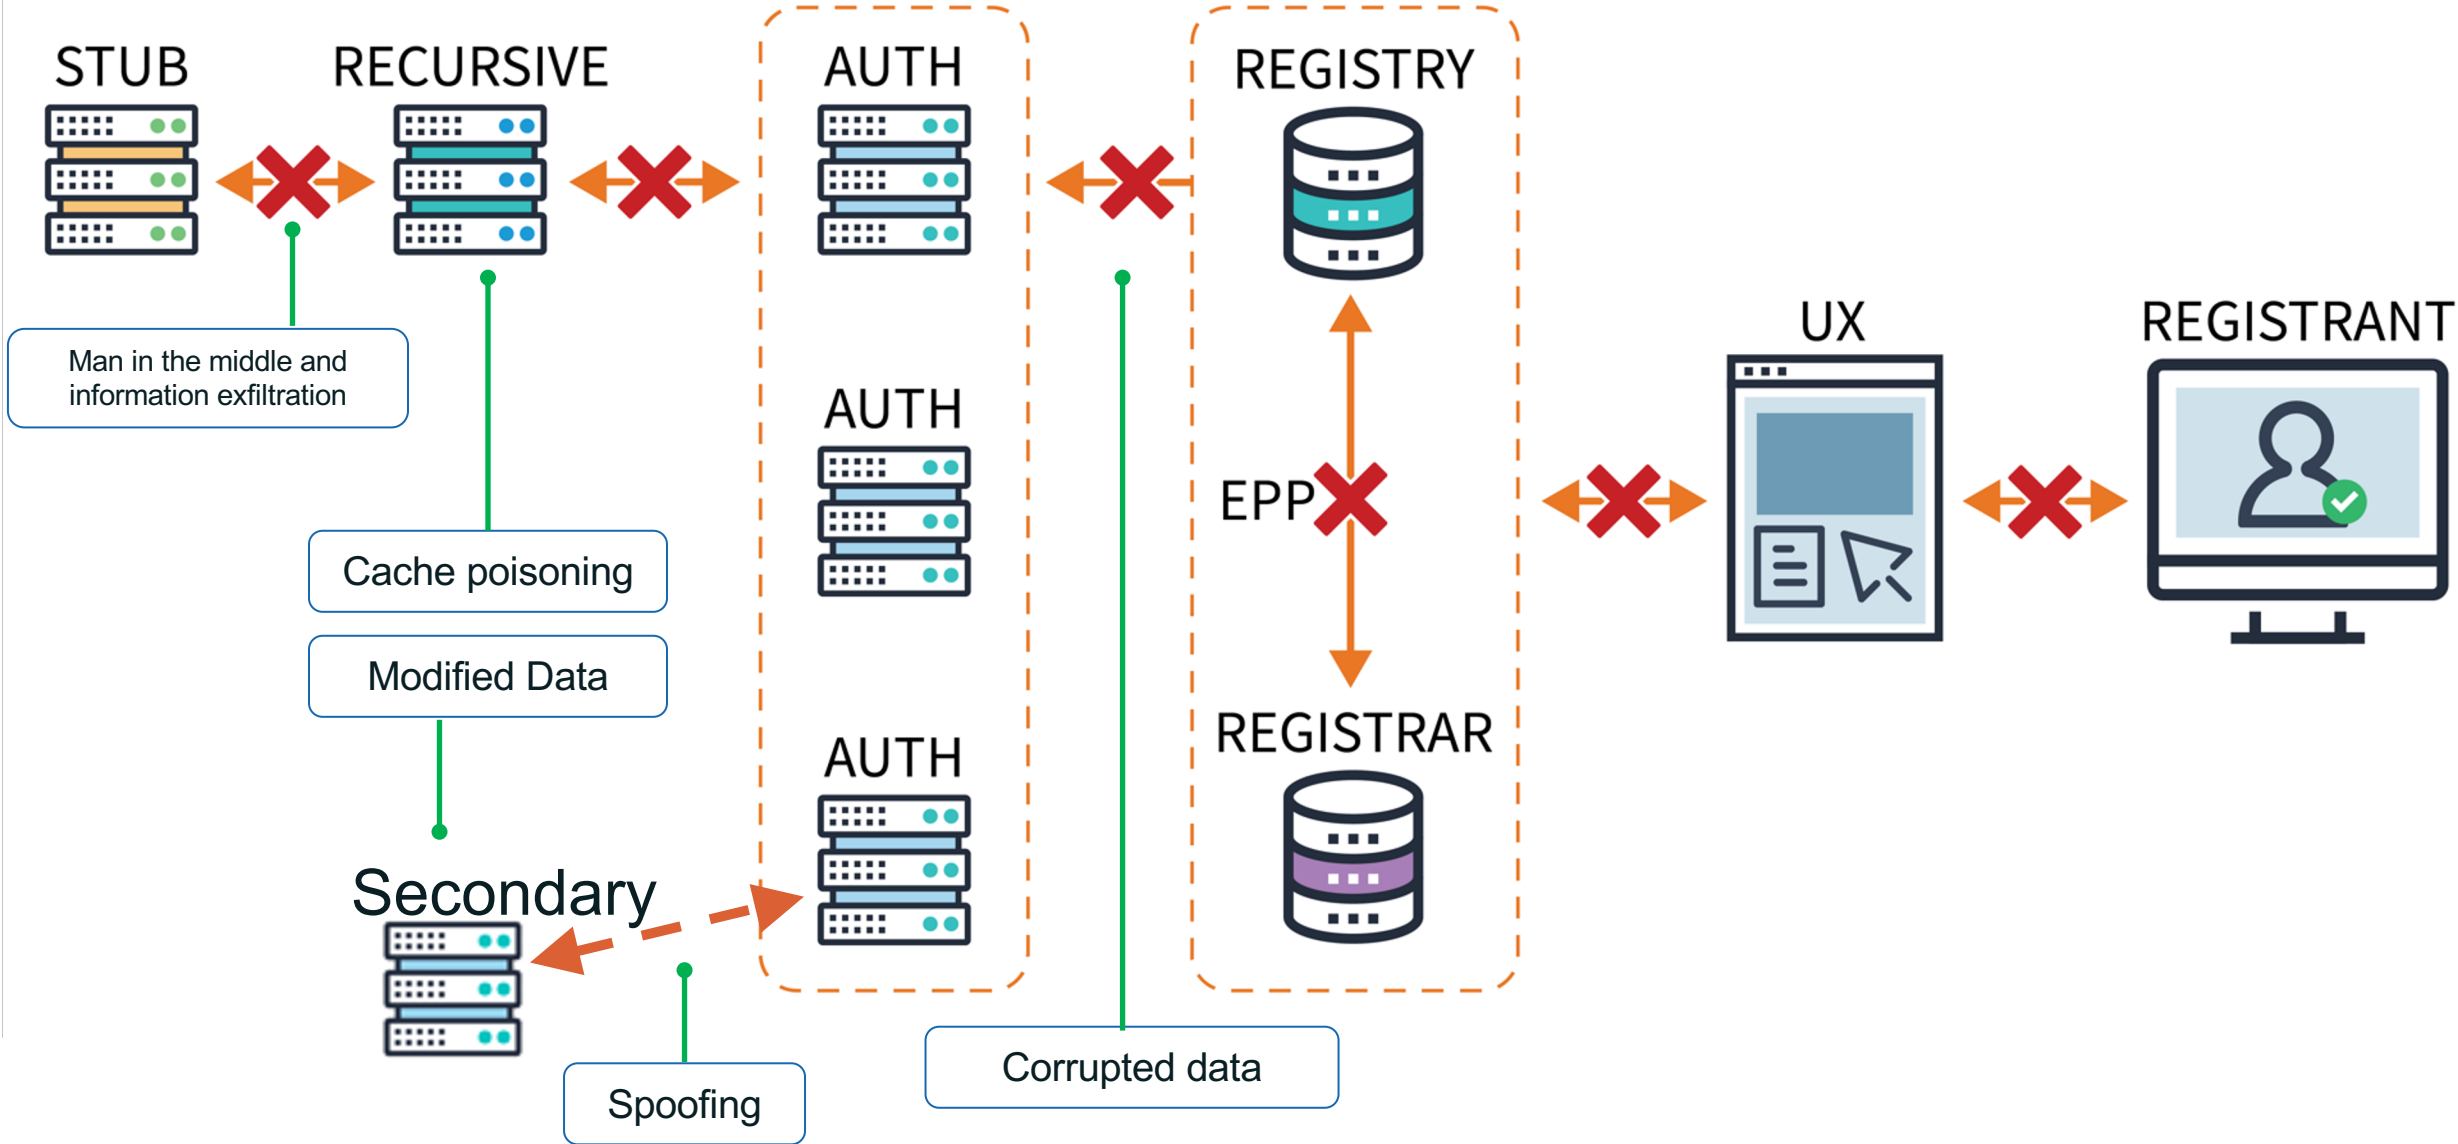 STUB
RECURSIVE
AUTH
REGISTRY
Man in the middle and
information exfiltration
UX
REGISTRANT
AUTH
EPP
Cache poisoning
Modified Data
AUTH
REGISTRAR
Secondary
Corrupted data
Spoofing